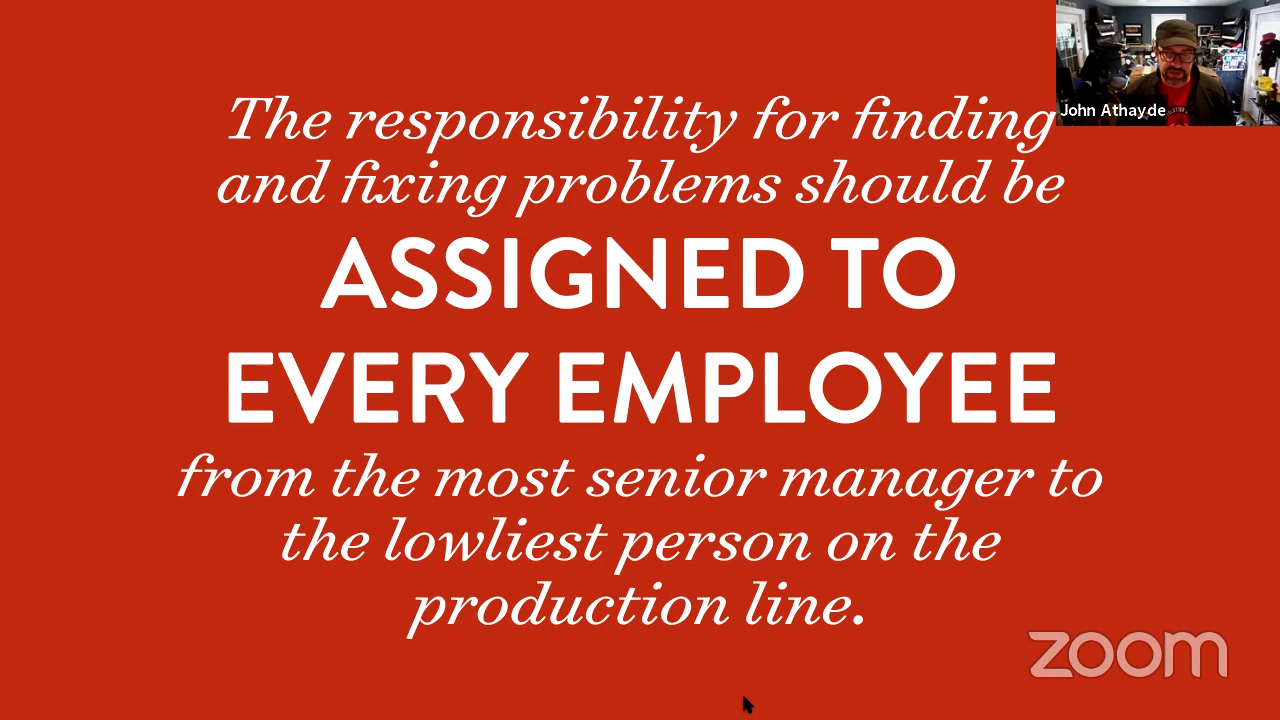 The responsibility for finding
and fixing problems should be
ASSIGNED TO
EVERY EMPLOYEE
from the most senior manager to
the lowliest person on the
production line.
John Athayde
zoom